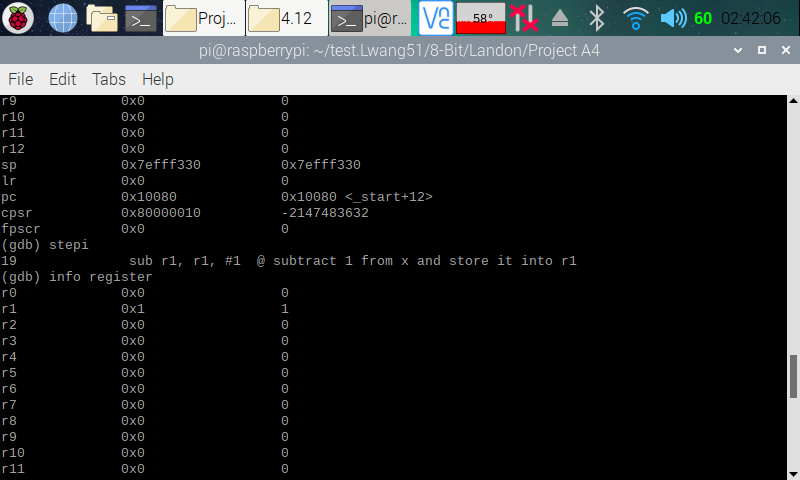 Proj... 4.12 pi@r... 58° 60 02:42:06
pi@raspberrypi: ~/test.Lwang51/8-Bit/Landon/Project A4
File Edit Tabs Help
r9 0x0 0
r10 0x0 0
r11 0x0 0
r12 0x0 0
sp 0x7efff330 0x7efff330
lr 0x0 0
pc 0x10080 0x10080 <_start+12>
cpsr 0x80000010 -2147483632
fpscr 0x0 0
(gdb) stepi
19 sub r1, r1, #1 @ subtract 1 from x and store it into r1
(gdb) info register
r0 0x0 0
r1 0x1 1
r2 0x0 0
r3 0x0 0
r4 0x0 0
r5 0x0 0
r6 0x0 0
r7 0x0 0
r8 0x0 0
r9 0x0 0
r10 0x0 0
r11 0x0 0